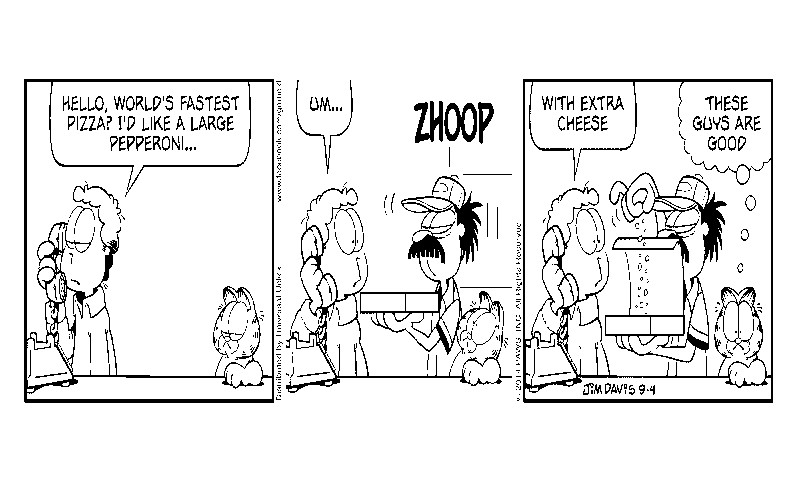 HELLO, WORLD'S FASTEST
PIZZA? I'D LIKE A LARGE
PEPPERONI...
UM...
ZHOOP
WITH EXTRA
CHEESE
THESE
GUYS ARE
GOOD
JIM DAVIS 9-4